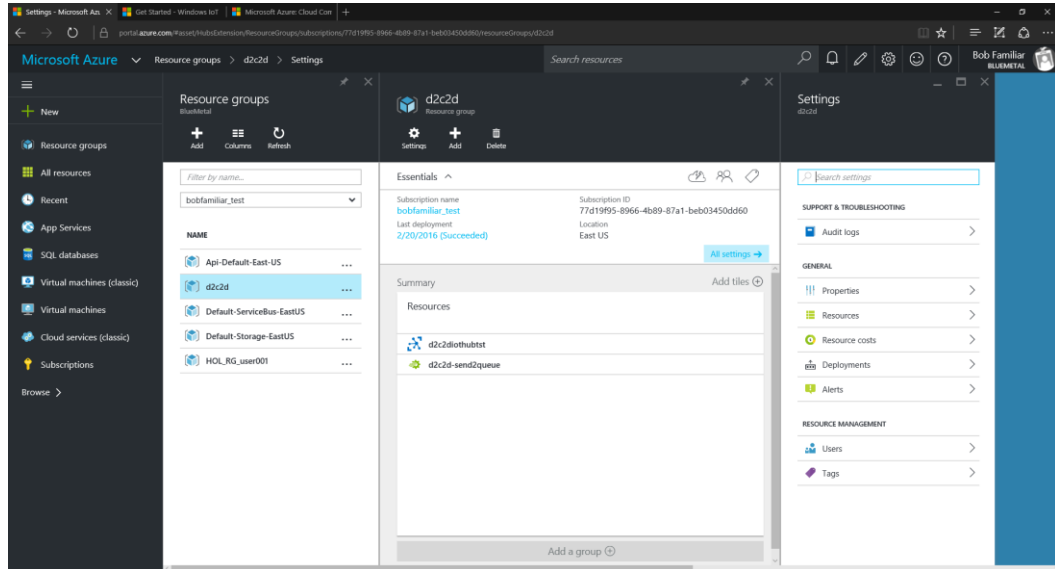 Settings - Microsoft Azu
Get Started - Windows IoT
Microsoft Azure: Cloud Com
portal.azure.com/#asset/HubsExtension/ResourceGroups/subscriptions/77d19f95-8966-4b89-87a1-beb03450dd60/resourceGroups/d2c2d
Microsoft Azure
Resource groups > d2c2d > Settings
Search resources
Bob Familiar
BLUEMETAL
New
Resource groups
All resources
Recent
App Services
SQL databases
Virtual machines (classic)
Virtual machines
Cloud services (classic)
Subscriptions
Browse >
Resource groups
BlueMetal
Add Columns Refresh
Filter by name...
bobfamiliar_test
NAME
Api-Default-East-US ...
d2c2d ...
Default-ServiceBus-EastUS ...
Default-Storage-EastUS ...
HOL_RG_user001 ...
d2c2d
Resource group
Settings Add Delete
Essentials
Subscription name
bobfamiliar_test
Last deployment
2/20/2016 (Succeeded)
Subscription ID
77d19f95-8966-4b89-87a1-beb03450dd60
Location
East US
All settings →
Summary
Add tiles
Resources
d2c2diothubtst
d2c2d-send2queue
Add a group
Settings
d2c2d
Search settings
SUPPORT & TROUBLESHOOTING
Audit logs
GENERAL
Properties
Resources
Resource costs
Deployments
Alerts
RESOURCE MANAGEMENT
Users
Tags